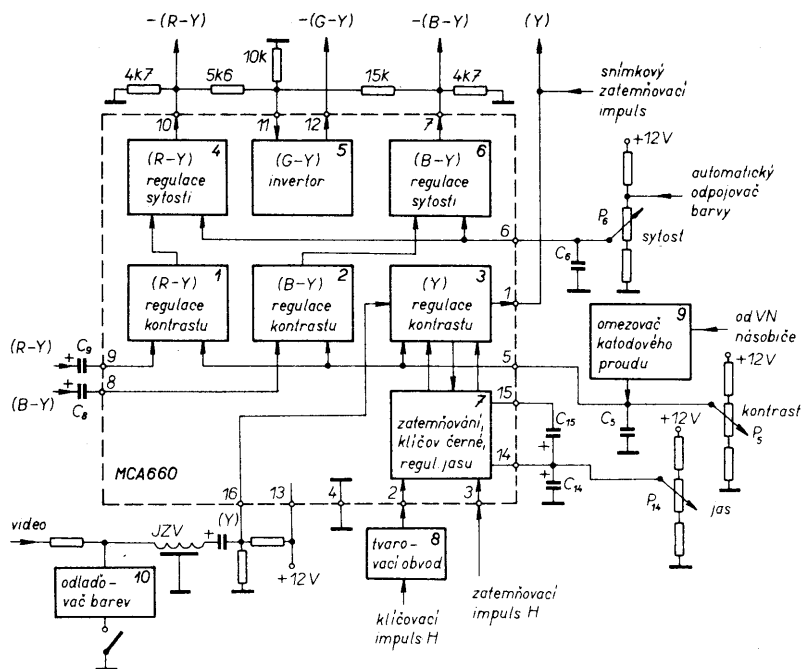 -(R-Y)
-(G-Y)
-(B-Y)
(Y)
4k7
5k6
10k
15k
4k7
snímkový
zatemňovací
impuls
10
11
12
7
+12V
(R-Y) 4
regulace
sytosti
(G-Y) 5
invertor
(B-Y) 6
regulace
sytosti
automatický
odpojovač
barvy
P6
sytost
6
C6
(R-Y) 1
regulace
kontrastu
(B-Y) 2
regulace
kontrastu
(Y) 3
regulace
kontrastu
1
omezovač 9
katodového
proudu
od VN
násobiče
(R-Y)
+ C9
9
(B-Y)
+ C8
8
5
+12V
kontrast
P5
C5
7
zatemňování,
klíčov černé,
regul. jasu
15
C15
+
14
+
C14
+12V
P14
jas
MCA660
16
13
4
2
3
video
JZV
+
(Y)
+12V
tvaro-
vací obvod
8
odlaďo-
vač barev
10
klíčovací
impuls H
zatemňovací
impuls H